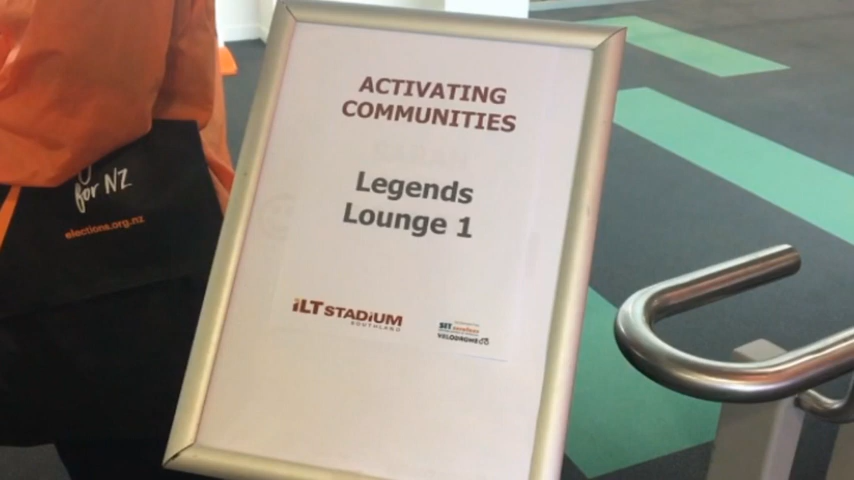 ACTIVATING
COMMUNITIES
Legends
Lounge 1
iLT STADiUM
SOUTHLAND
SIT
VELODROME
for NZ
elections.org.nz